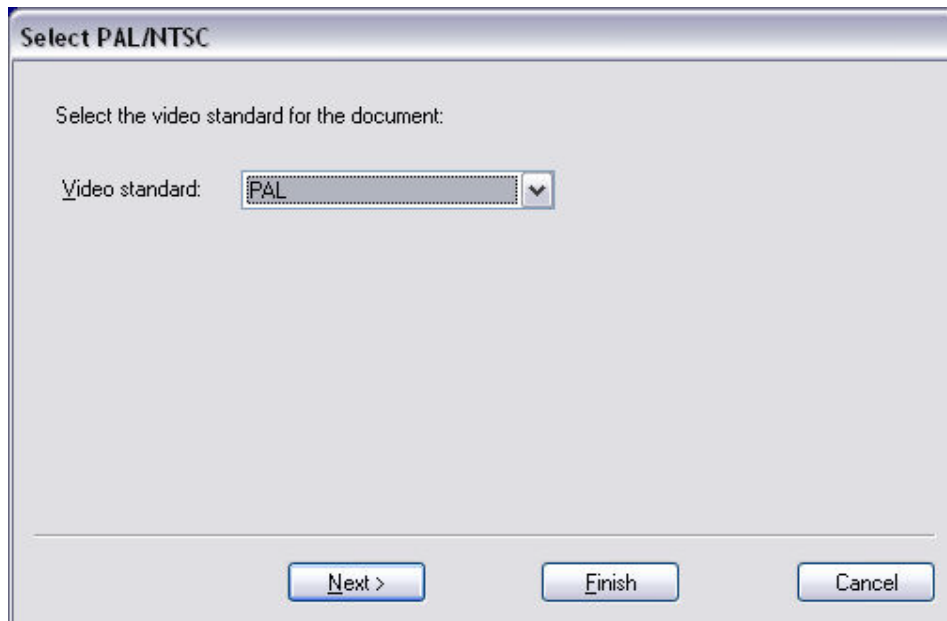 Select PAL/NTSC
Select the video standard for the document:
Video standard: PAL
Next > Finish Cancel